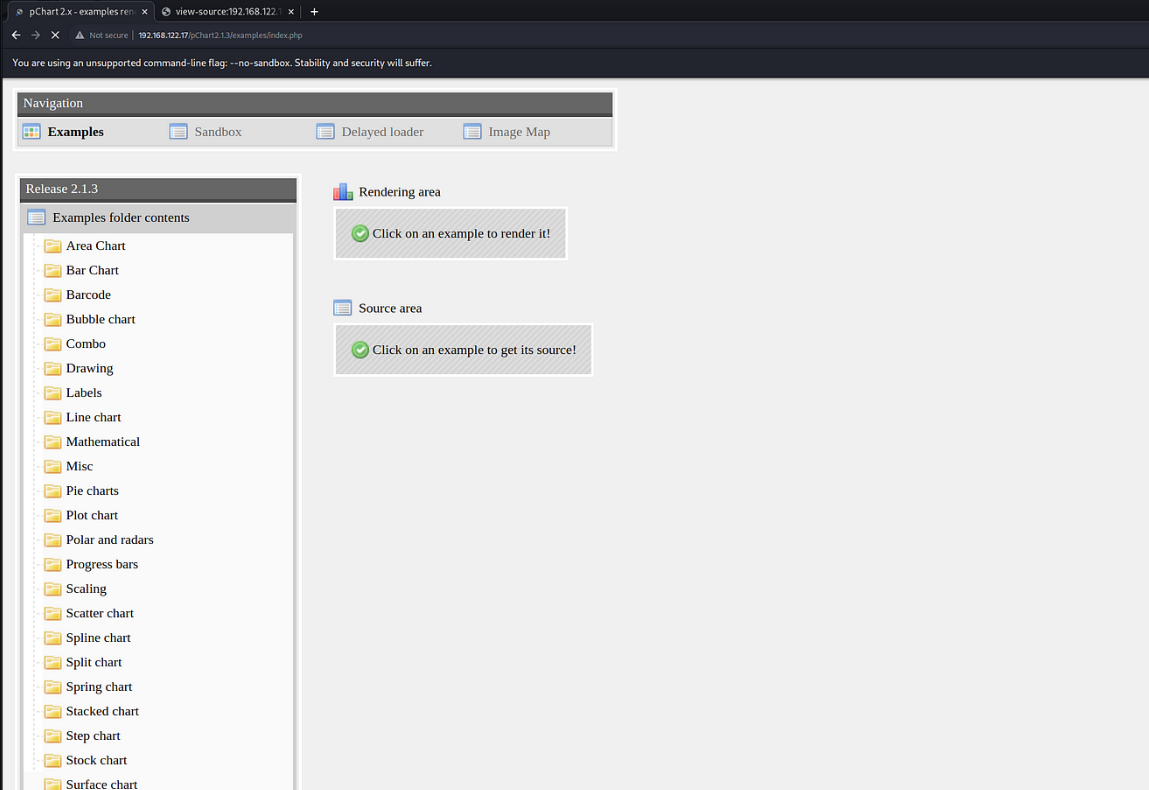 pChart 2.x - examples ren
view-source:192.168.122.1
Not secure 192.168.122.17/pChart2.1.3/examples/index.php
You are using an unsupported command-line flag: --no-sandbox. Stability and security will suffer.
Navigation
Examples Sandbox Delayed loader Image Map
Release 2.1.3
Examples folder contents
Area Chart
Bar Chart
Barcode
Bubble chart
Combo
Drawing
Labels
Line chart
Mathematical
Misc
Pie charts
Plot chart
Polar and radars
Progress bars
Scaling
Scatter chart
Spline chart
Split chart
Spring chart
Stacked chart
Step chart
Stock chart
Surface chart
Rendering area
Click on an example to render it!
Source area
Click on an example to get its source!